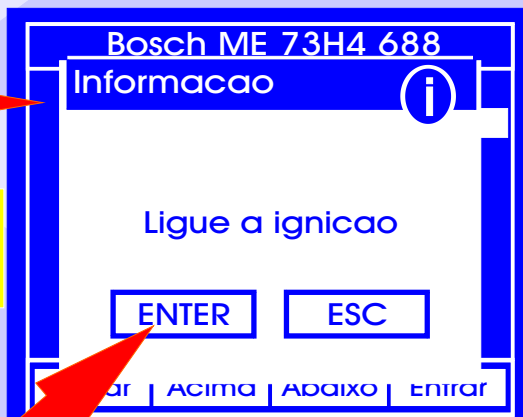 Bosch ME 73H4 688
Informacao
i
Ligue a ignicao
ENTER ESC
Acima Abaixo Entrar